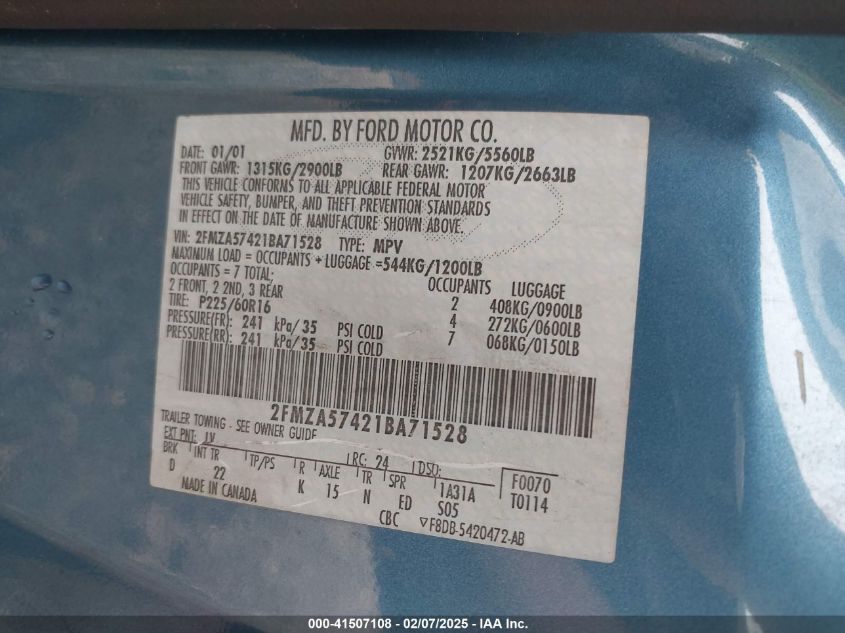 MFD. BY FORD MOTOR CO.
DATE: 01/01 GVWR: 2521KG/5560LB
FRONT GAWR: 1315KG/2900LB REAR GAWR: 1207KG/2663LB
THIS VEHICLE CONFORMS TO ALL APPLICABLE FEDERAL MOTOR
VEHICLE SAFETY, BUMPER, AND THEFT PREVENTION STANDARDS
IN EFFECT ON THE DATE OF MANUFACTURE SHOWN ABOVE.
VIN: 2FMZA57421BA71528 TYPE: MPV
MAXIMUM LOAD = OCCUPANTS + LUGGAGE =544KG/1200LB
OCCUPANTS = 7 TOTAL; OCCUPANTS LUGGAGE
2 FRONT, 2 2ND, 3 REAR 2 408KG/0900LB
TIRE: P225/60R16 4 272KG/0600LB
PRESSURE(FR): 241 kPa/35 PSI COLD 7 068KG/0150LB
PRESSURE(RR): 241 kPa/35 PSI COLD
2FMZA57421BA71528
TRAILER TOWING - SEE OWNER GUIDE
EXT PNT: JV RC: 24 DSO: F0070
BRK INT TR TP/PS R AXLE TR SPR 1A31A T0114
D 22 K 15 N ED S05
MADE IN CANADA CBC ▽F8DB-5420472-AB
000-41507108 - 02/07/2025 - IAA Inc.